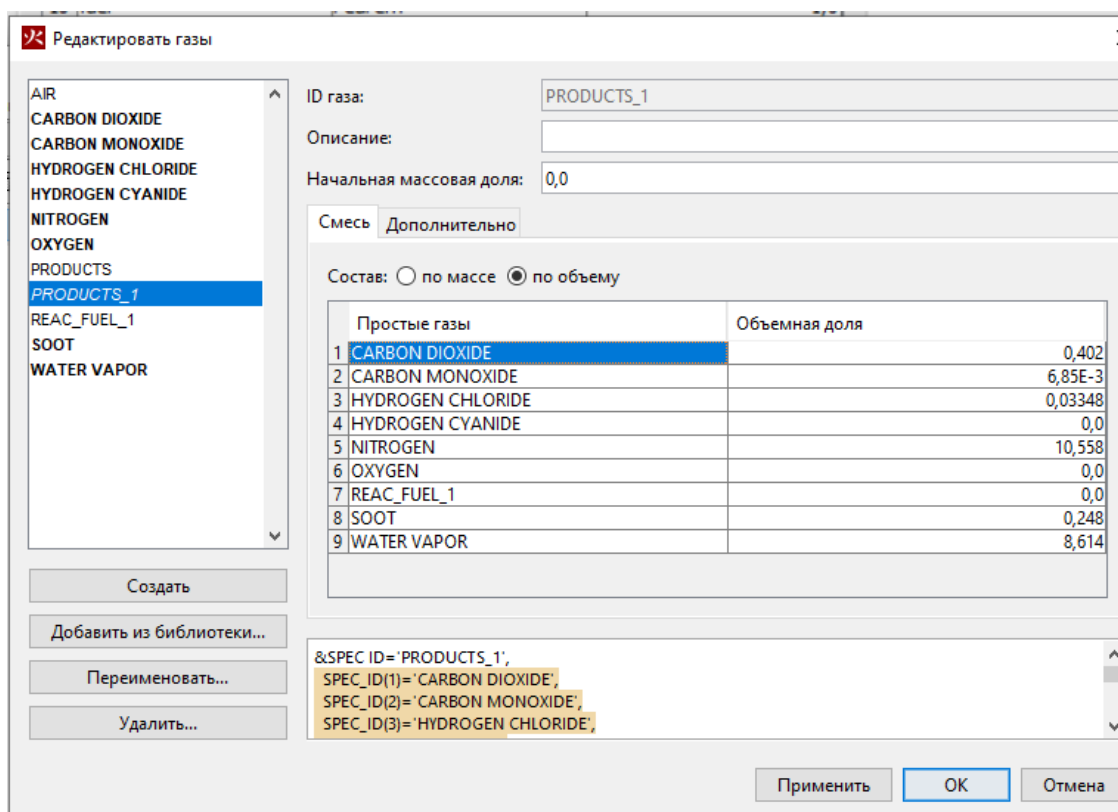 Редактировать газы
AIR
CARBON DIOXIDE
CARBON MONOXIDE
HYDROGEN CHLORIDE
HYDROGEN CYANIDE
NITROGEN
OXYGEN
PRODUCTS
PRODUCTS_1
REAC_FUEL_1
SOOT
WATER VAPOR
Создать
Добавить из библиотеки...
Переименовать...
Удалить...
ID газа: PRODUCTS_1
Описание:
Начальная массовая доля: 0,0
Смесь Дополнительно
Состав: по массе по объему
Простые газы Объемная доля
1 CARBON DIOXIDE 0,402
2 CARBON MONOXIDE 6,85E-3
3 HYDROGEN CHLORIDE 0,03348
4 HYDROGEN CYANIDE 0,0
5 NITROGEN 10,558
6 OXYGEN 0,0
7 REAC_FUEL_1 0,0
8 SOOT 0,248
9 WATER VAPOR 8,614
&SPEC ID='PRODUCTS_1',
SPEC_ID(1)='CARBON DIOXIDE',
SPEC_ID(2)='CARBON MONOXIDE',
SPEC_ID(3)='HYDROGEN CHLORIDE',
Применить OK Отмена